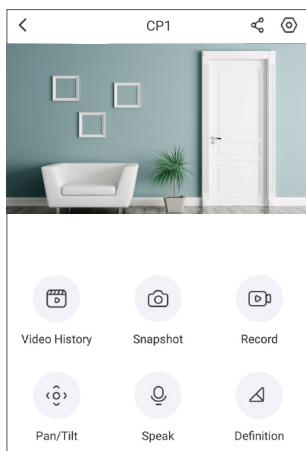 CP1
Video History
Snapshot
Record
Pan/Tilt
Speak
Definition